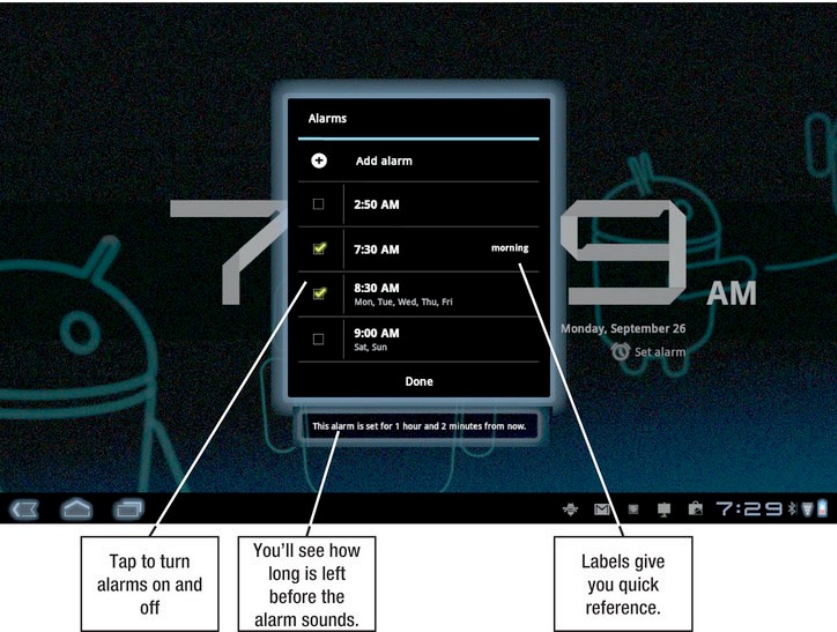 Alarms
Add alarm
2:50 AM
7:30 AM morning
8:30 AM
Mon, Tue, Wed, Thu, Fri
9:00 AM
Sat, Sun
Done
7 9 AM
Monday, September 26
Set alarm
This alarm is set for 1 hour and 2 minutes from now.
7:29
Tap to turn
alarms on and
off
You'll see how
long is left
before the
alarm sounds.
Labels give
you quick
reference.